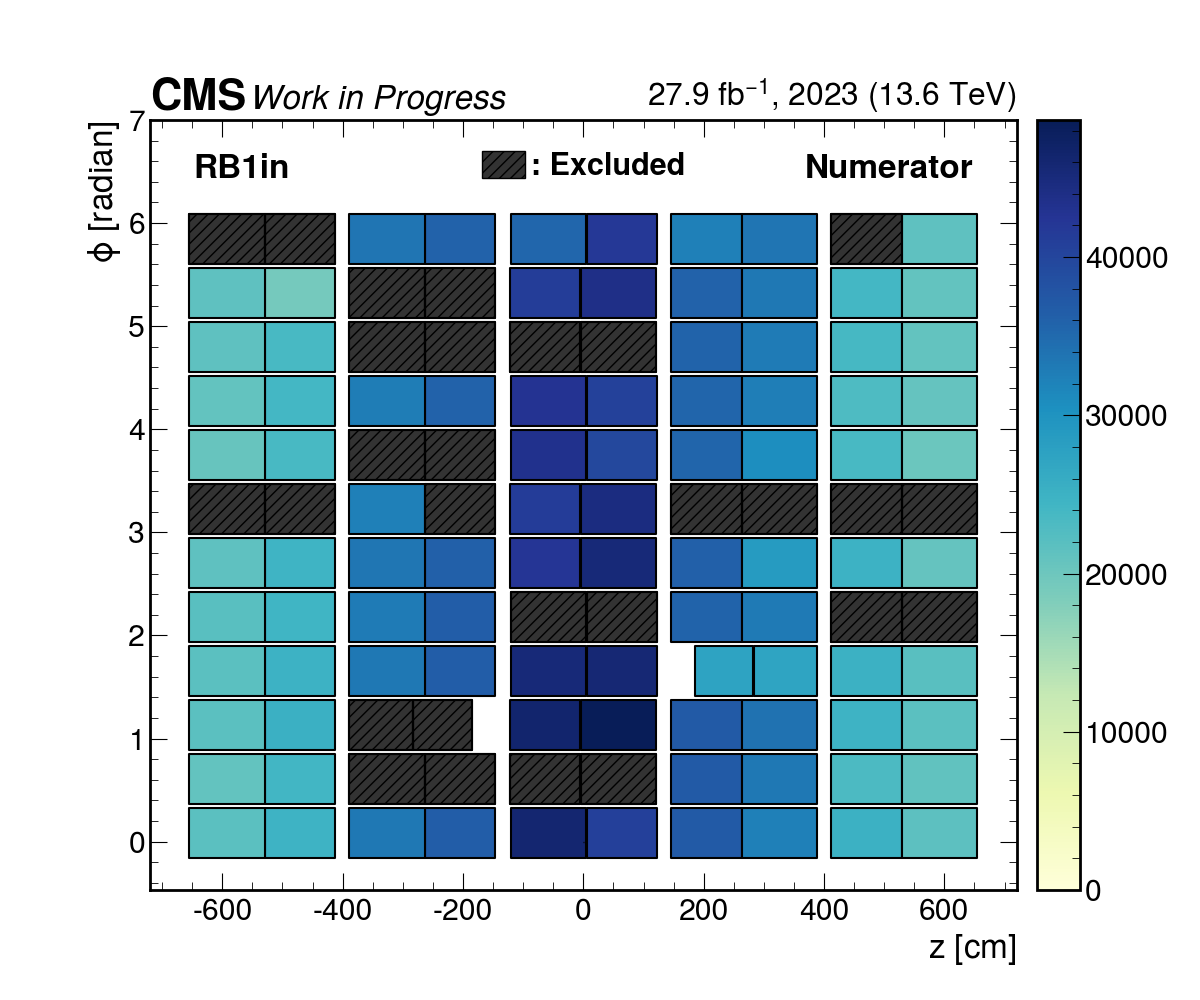 CMS Work in Progress 27.9 fb⁻¹, 2023 (13.6 TeV)
ϕ [radian]
RB1in : Excluded Numerator
7
6
5
4
3
2
1
0
-600 -400 -200 0 200 400 600
z [cm]
40000
30000
20000
10000
0